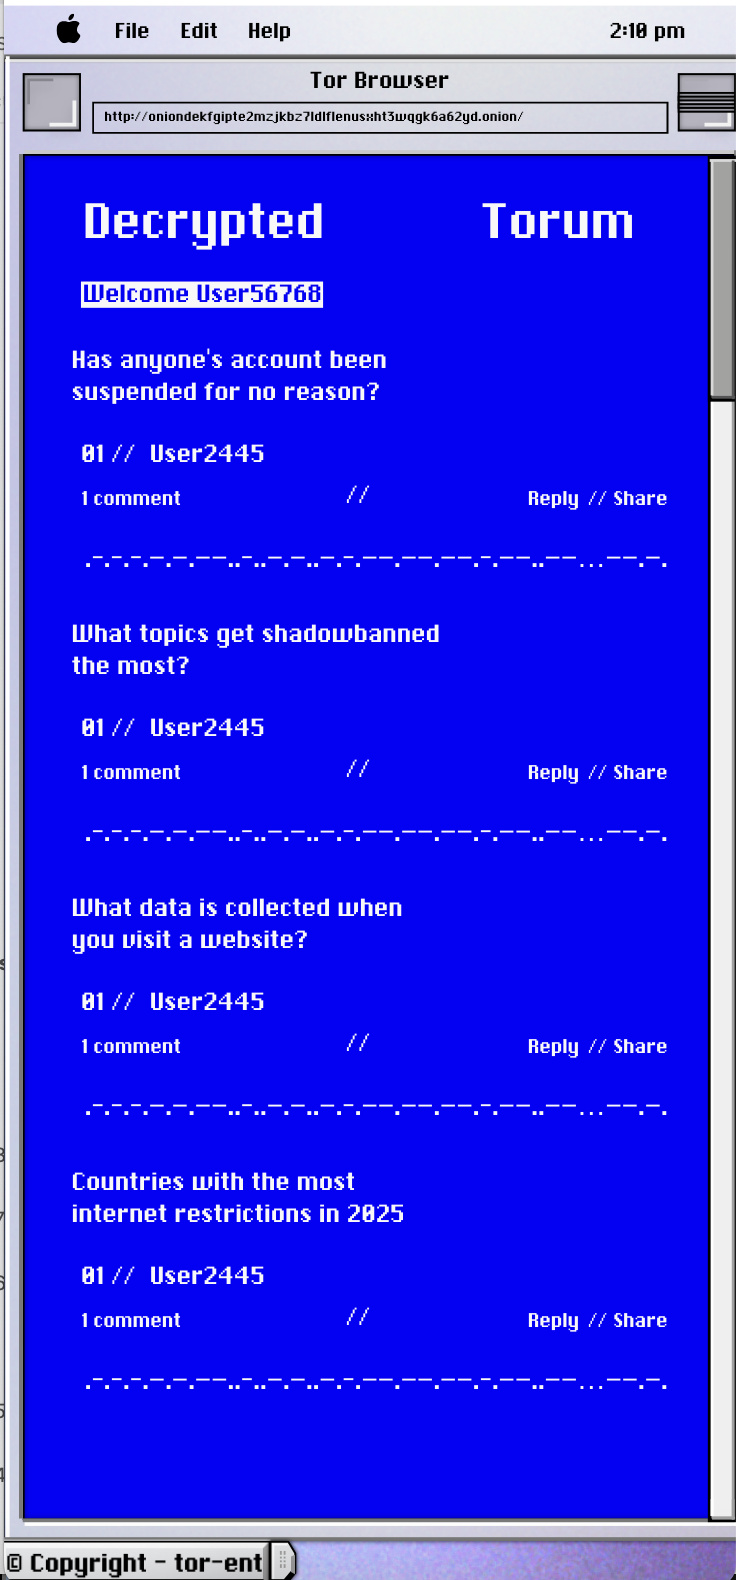 File Edit Help 2:10 pm
Tor Browser
http://oniondekfgipte2mzjkbz7ldlflenusxht3wqgk6a62yd.onion/
Decrypted Torum
Welcome User56768
Has anyone's account been
suspended for no reason?
01 // User2445
1 comment // Reply // Share
.-.-.-.-.-.--..-..-.-..-.-.--.--.--.-.--..--...--.-.
What topics get shadowbanned
the most?
01 // User2445
1 comment // Reply // Share
.-.-.-.-.-.--..-..-.-..-.-.--.--.--.-.--..--...--.-.
What data is collected when
you visit a website?
01 // User2445
1 comment // Reply // Share
.-.-.-.-.-.--..-..-.-..-.-.--.--.--.-.--..--...--.-.
Countries with the most
internet restrictions in 2025
01 // User2445
1 comment // Reply // Share
.-.-.-.-.-.--..-..-.-..-.-.--.--.--.-.--..--...--.-.
© Copyright - tor-ent